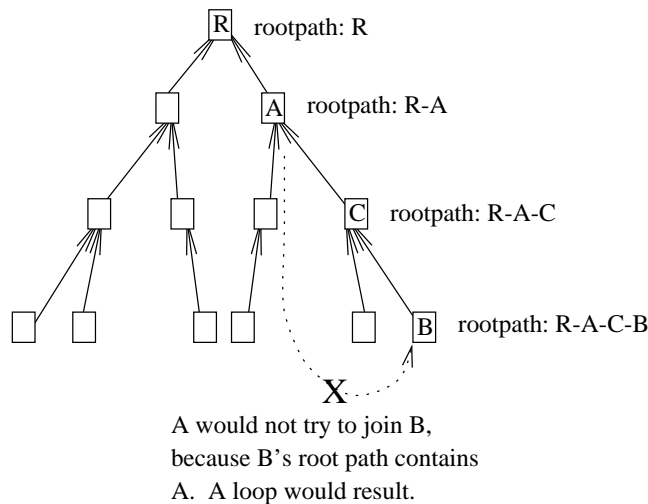 R rootpath: R
A rootpath: R-A
C rootpath: R-A-C
B rootpath: R-A-C-B
X
A would not try to join B,
because B's root path contains
A. A loop would result.